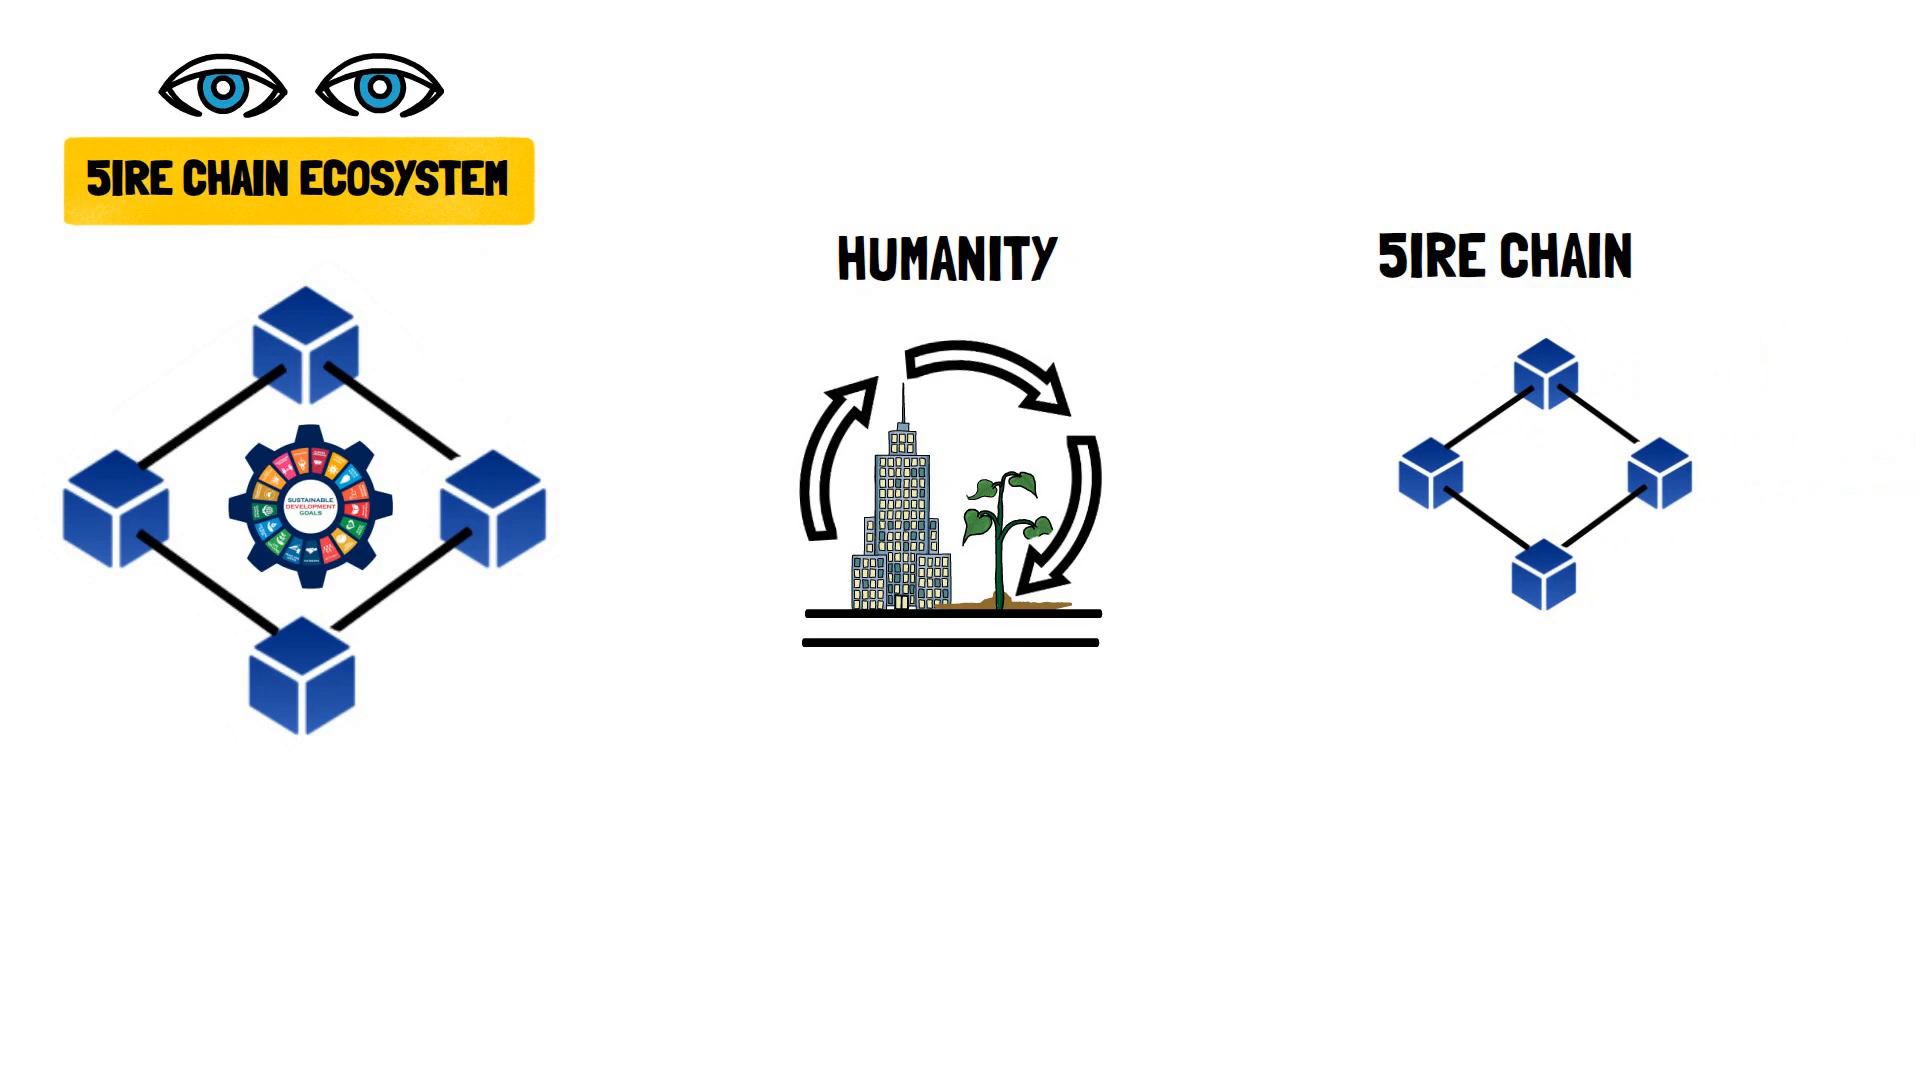 5IRE CHAIN ECOSYSTEM
HUMANITY
5IRE CHAIN
SUSTAINABLE
DEVELOPMENT
GOALS